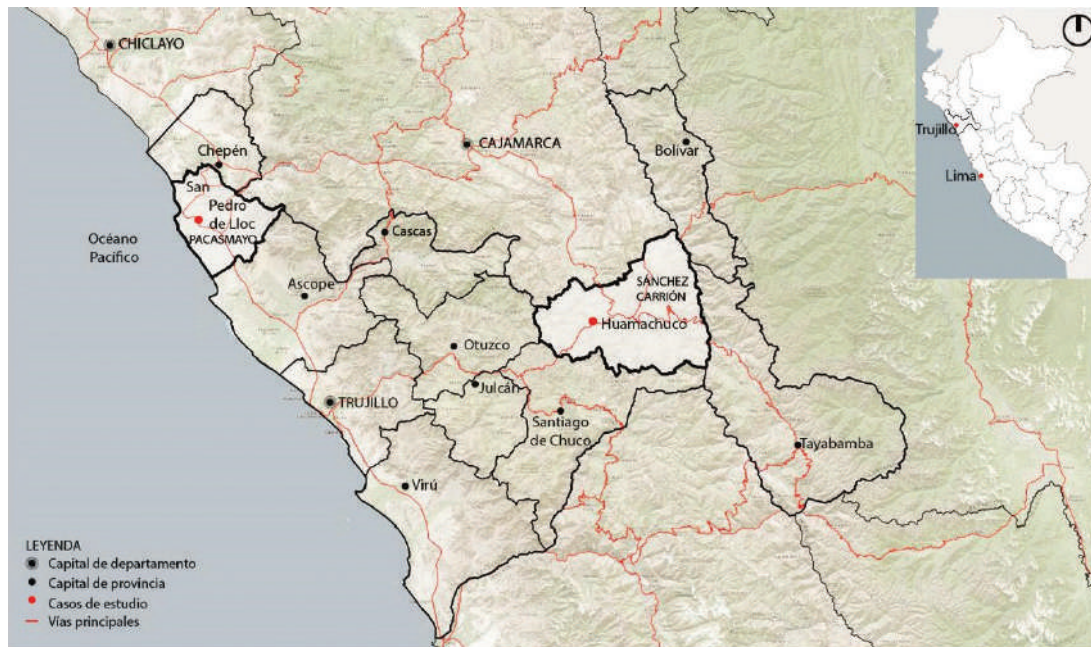 CHICLAYO
Chepén
CAJAMARCA
Bolívar
San
Pedro
de Lloc
PACASMAYO
Océano
Pacífico
Cascas
Ascope
SÁNCHEZ
CARRIÓN
Huamachuco
Otuzco
Julcán
TRUJILLO
Santiago
de Chuco
Tayabamba
Virú
LEYENDA
Capital de departamento
Capital de provincia
Casos de estudio
Vías principales
Trujillo
Lima